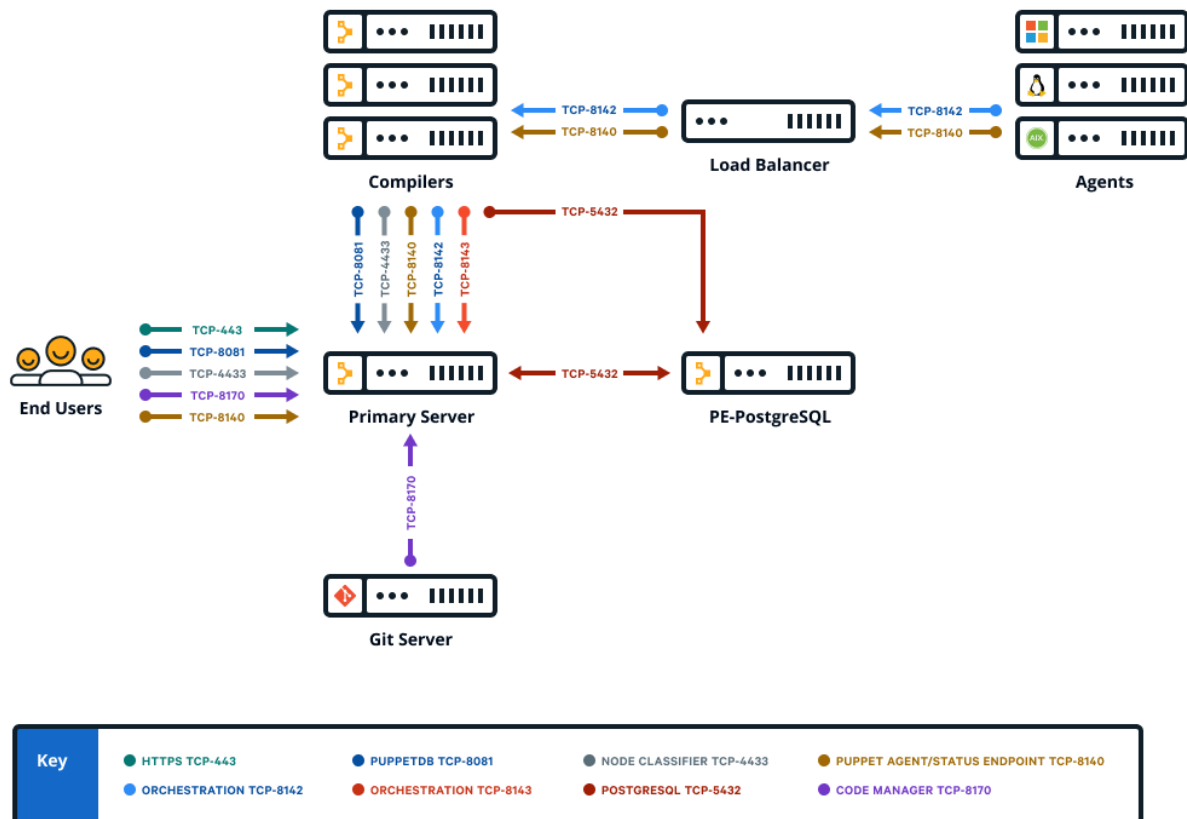 TCP-8142
TCP-8140
TCP-8142
TCP-8140
AIX
Compilers
Load Balancer
Agents
TCP-5432
TCP-8081
TCP-4433
TCP-8140
TCP-8142
TCP-8143
TCP-443
TCP-8081
TCP-4433
TCP-8170
TCP-8140
End Users
TCP-5432
Primary Server
PE-PostgreSQL
TCP-8170
Git Server
Key
HTTPS TCP-443
PUPPETDB TCP-8081
NODE CLASSIFIER TCP-4433
PUPPET AGENT/STATUS ENDPOINT TCP-8140
ORCHESTRATION TCP-8142
ORCHESTRATION TCP-8143
POSTGRESQL TCP-5432
CODE MANAGER TCP-8170